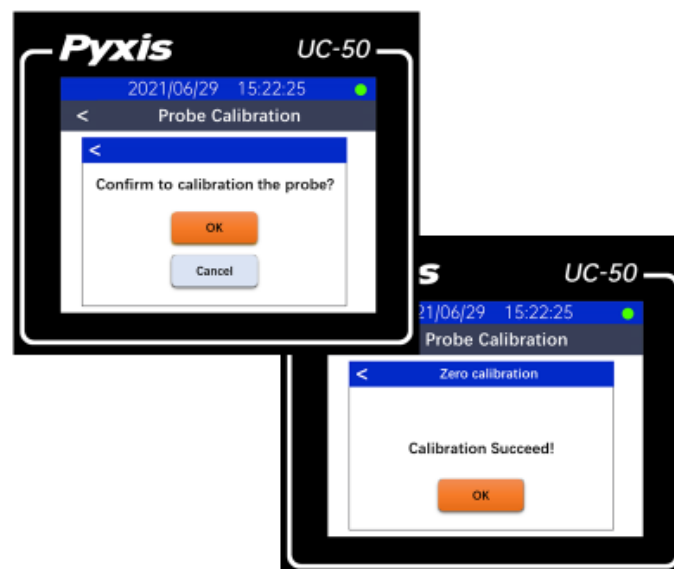 Pyxis UC-50
2021/06/29 15:22:25
< Probe Calibration
<
Confirm to calibration the probe?
OK
Cancel
s UC-50
21/06/29 15:22:25
Probe Calibration
< Zero calibration
Calibration Succeed!
OK